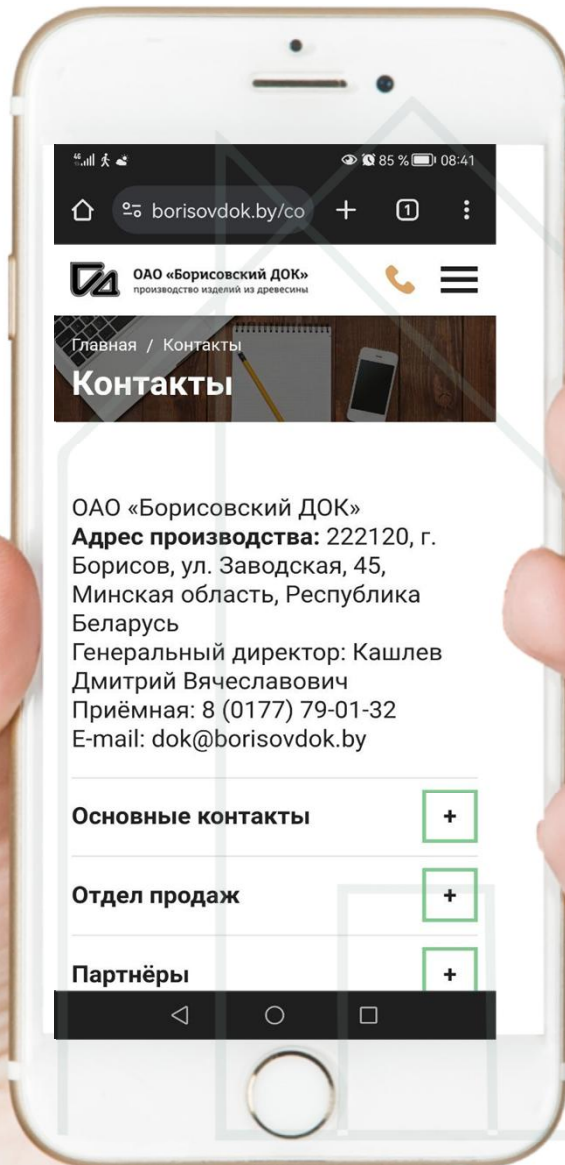 85 % 08:41
borisovdok.by/co
1
ОАО «Борисовский ДОК»
производство изделий из древесины
Главная / Контакты
Контакты
ОАО «Борисовский ДОК»
Адрес производства: 222120, г.
Борисов, ул. Заводская, 45,
Минская область, Республика
Беларусь
Генеральный директор: Кашлев
Дмитрий Вячеславович
Приёмная: 8 (0177) 79-01-32
E-mail: dok@borisovdok.by
Основные контакты +
Отдел продаж +
Партнёры +